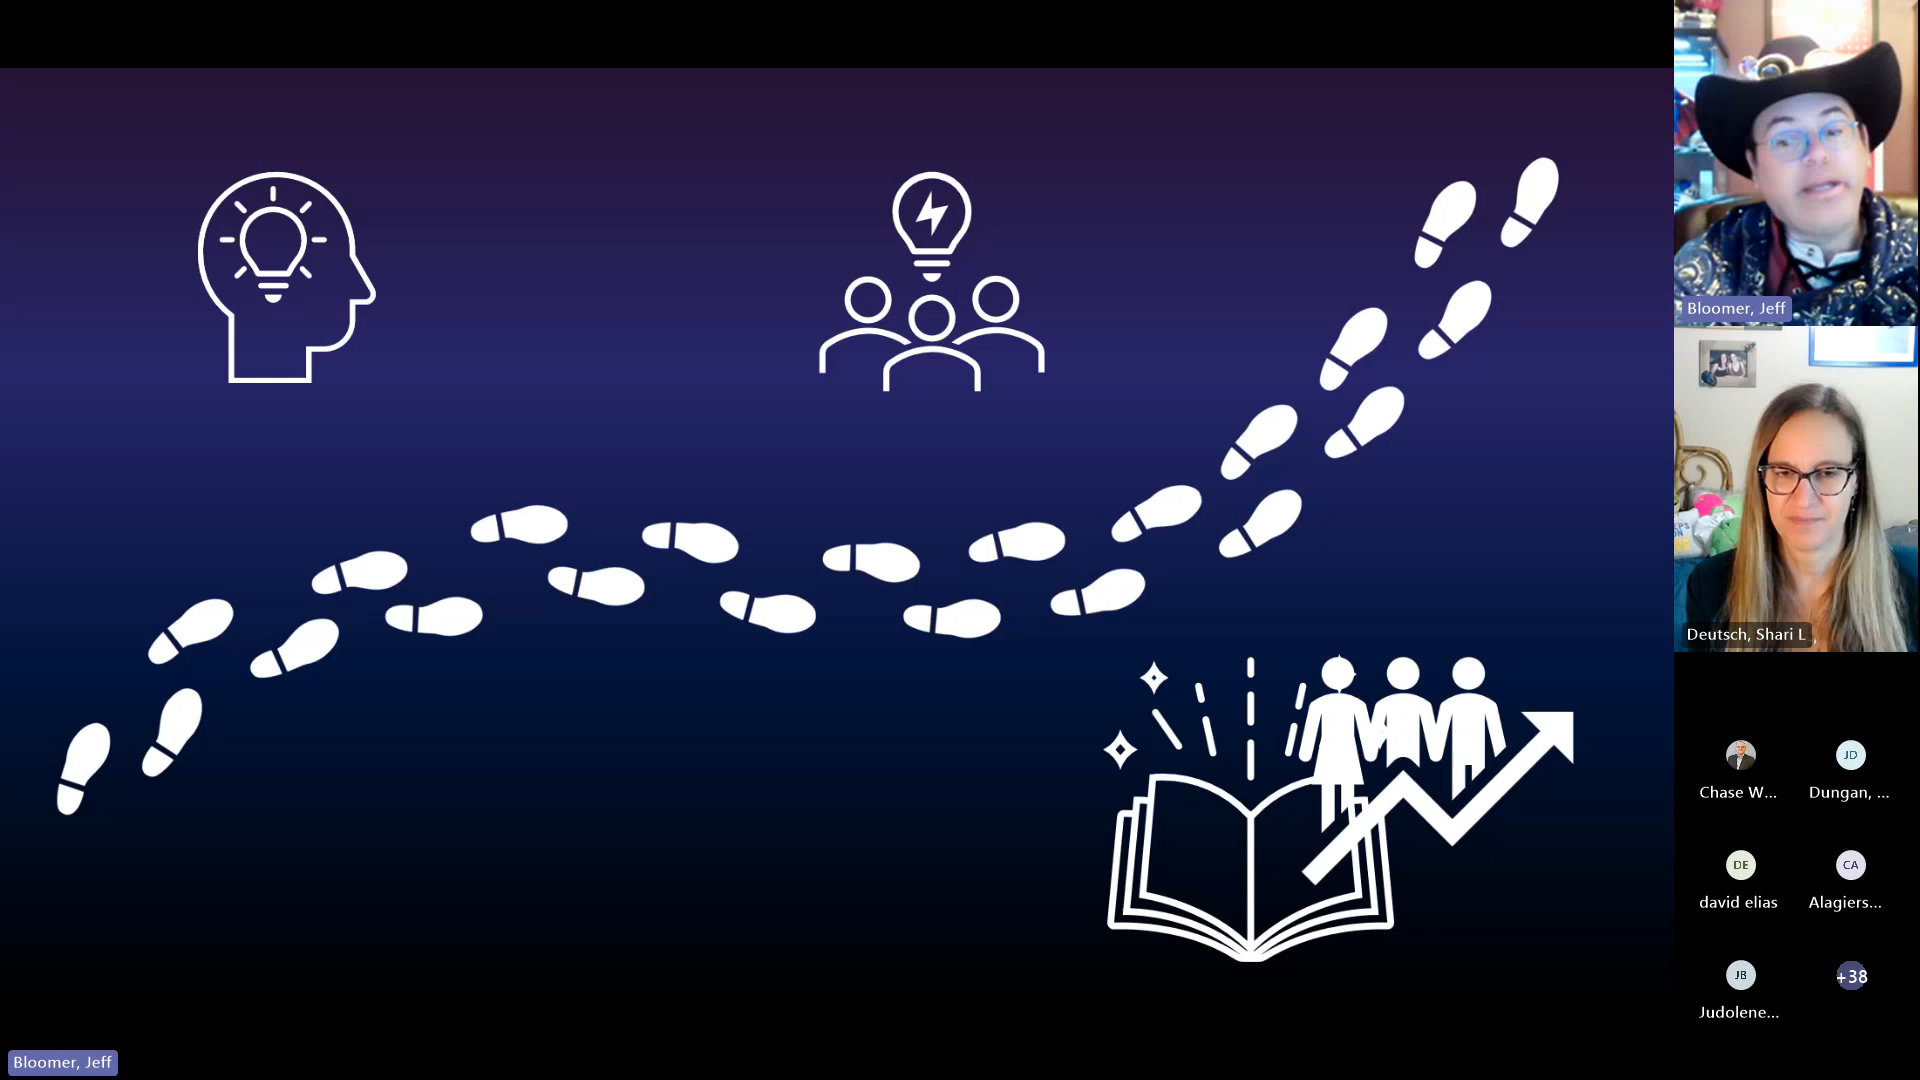 Bloomer, Jeff
Deutsch, Shari L
Chase W...
JD
Dungan, ...
DE
david elias
CA
Alagiers...
JB
Judolene...
+38
Bloomer, Jeff